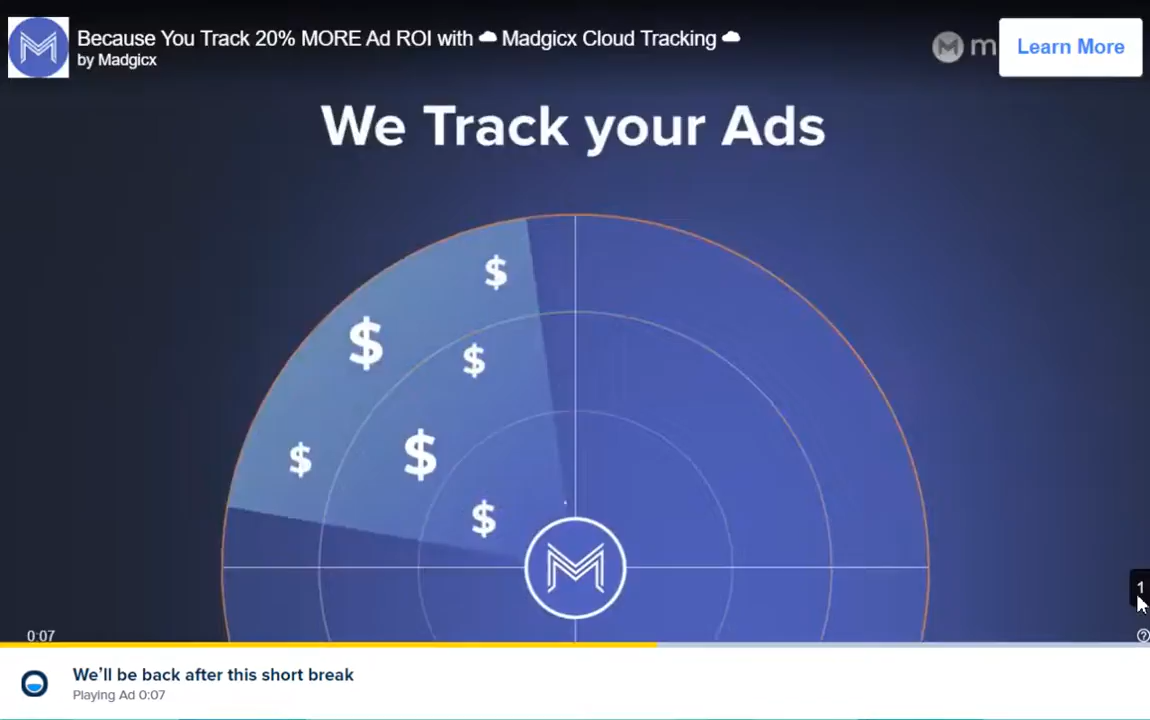 Because You Track 20% MORE Ad ROI with ☁ Madgicx Cloud Tracking ☁
by Madgicx
m
Learn More
We Track your Ads
$
$
$
$
$
$
1
0:07
We'll be back after this short break
Playing Ad 0:07